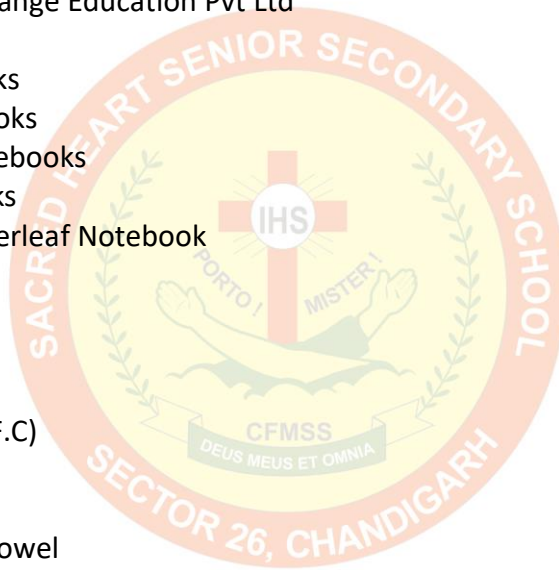 ange Education Pvt Ltd
ks
oks
ebooks
ks
erleaf Notebook
SACRED HEART SENIOR SECONDARY SCHOOL
IHS
PORTO! MISTER!
F.C)
CFMSS
DEUS MEUS ET OMNIA
SECTOR 26, CHANDIGARH
owel